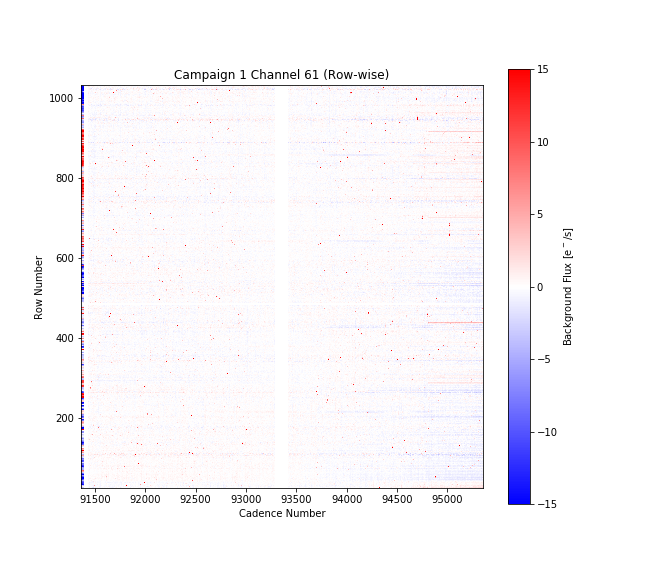 Campaign 1 Channel 61 (Row-wise)
1000
800
600
400
200
Row Number
91500 92000 92500 93000 93500 94000 94500 95000
Cadence Number
15
10
5
0
−5
−10
−15
Background Flux [e⁻/s]